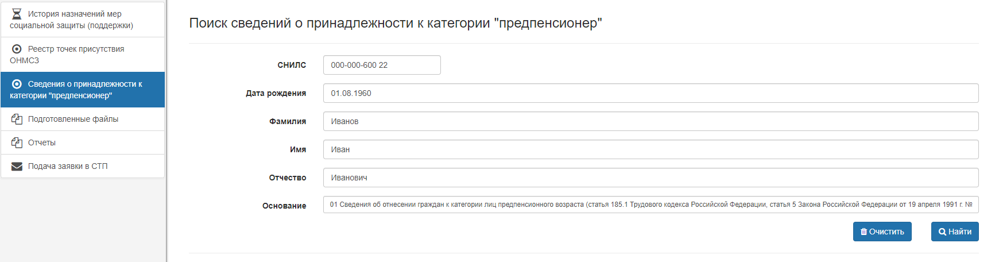 История назначений мер
социальной защиты (поддержки)
Реестр точек присутствия
ОНМСЗ
Сведения о принадлежности к
категории "предпенсионер"
Подготовленные файлы
Отчеты
Подача заявки в СТП
Поиск сведений о принадлежности к категории "предпенсионер"
СНИЛС 000-000-600 22
Дата рождения 01.08.1960
Фамилия Иванов
Имя Иван
Отчество Иванович
Основание 01 Сведения об отнесении граждан к категории лиц предпенсионного возраста (статья 185.1 Трудового кодекса Российской Федерации, статья 5 Закона Российской Федерации от 19 апреля 1991 г. №
Очистить Найти